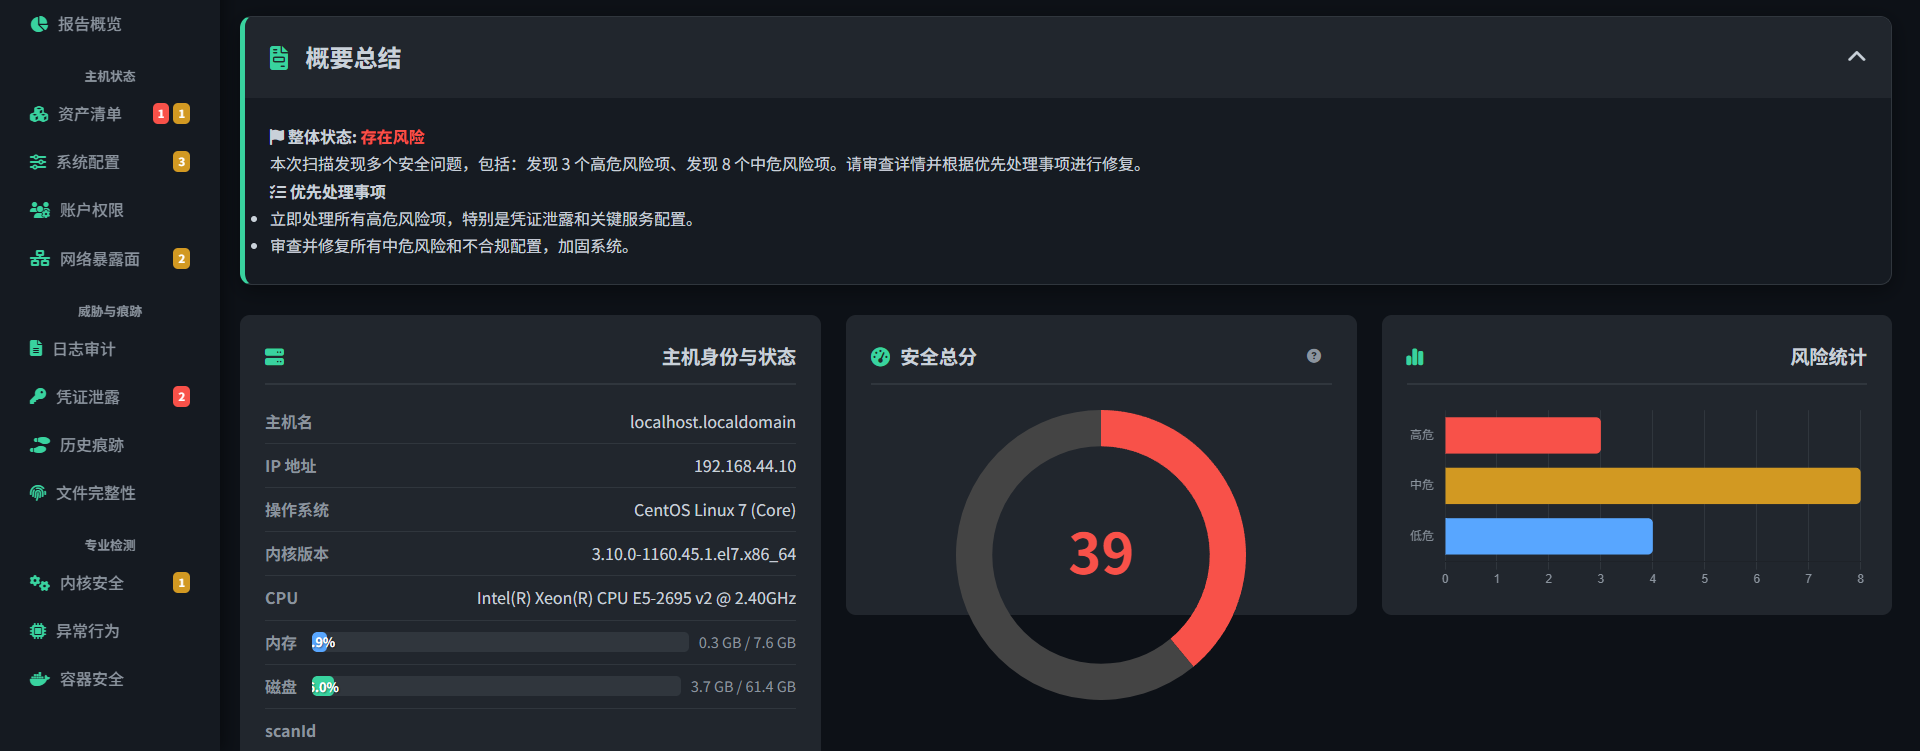 报告概览
主机状态
资产清单 1 1
系统配置 3
账户权限
网络暴露面 2
威胁与痕跡
日志审计
凭证泄露 2
历史痕跡
文件完整性
专业检测
内核安全 1
异常行为
容器安全
概要总结
整体状态: 存在风险
本次扫描发现多个安全问题，包括：发现 3 个高危风险项、发现 8 个中危风险项。请审查详情并根据优先处理事项进行修复。
优先处理事项
立即处理所有高危风险项，特别是凭证泄露和关键服务配置。
审查并修复所有中危风险和不合规配置，加固系统。
主机身份与状态
主机名 localhost.localdomain
IP 地址 192.168.44.10
操作系统 CentOS Linux 7 (Core)
内核版本 3.10.0-1160.45.1.el7.x86_64
CPU Intel(R) Xeon(R) CPU E5-2695 v2 @ 2.40GHz
内存 .9% 0.3 GB / 7.6 GB
磁盘 .0% 3.7 GB / 61.4 GB
scanId
安全总分
?
39
风险统计
高危
中危
低危
0 1 2 3 4 5 6 7 8